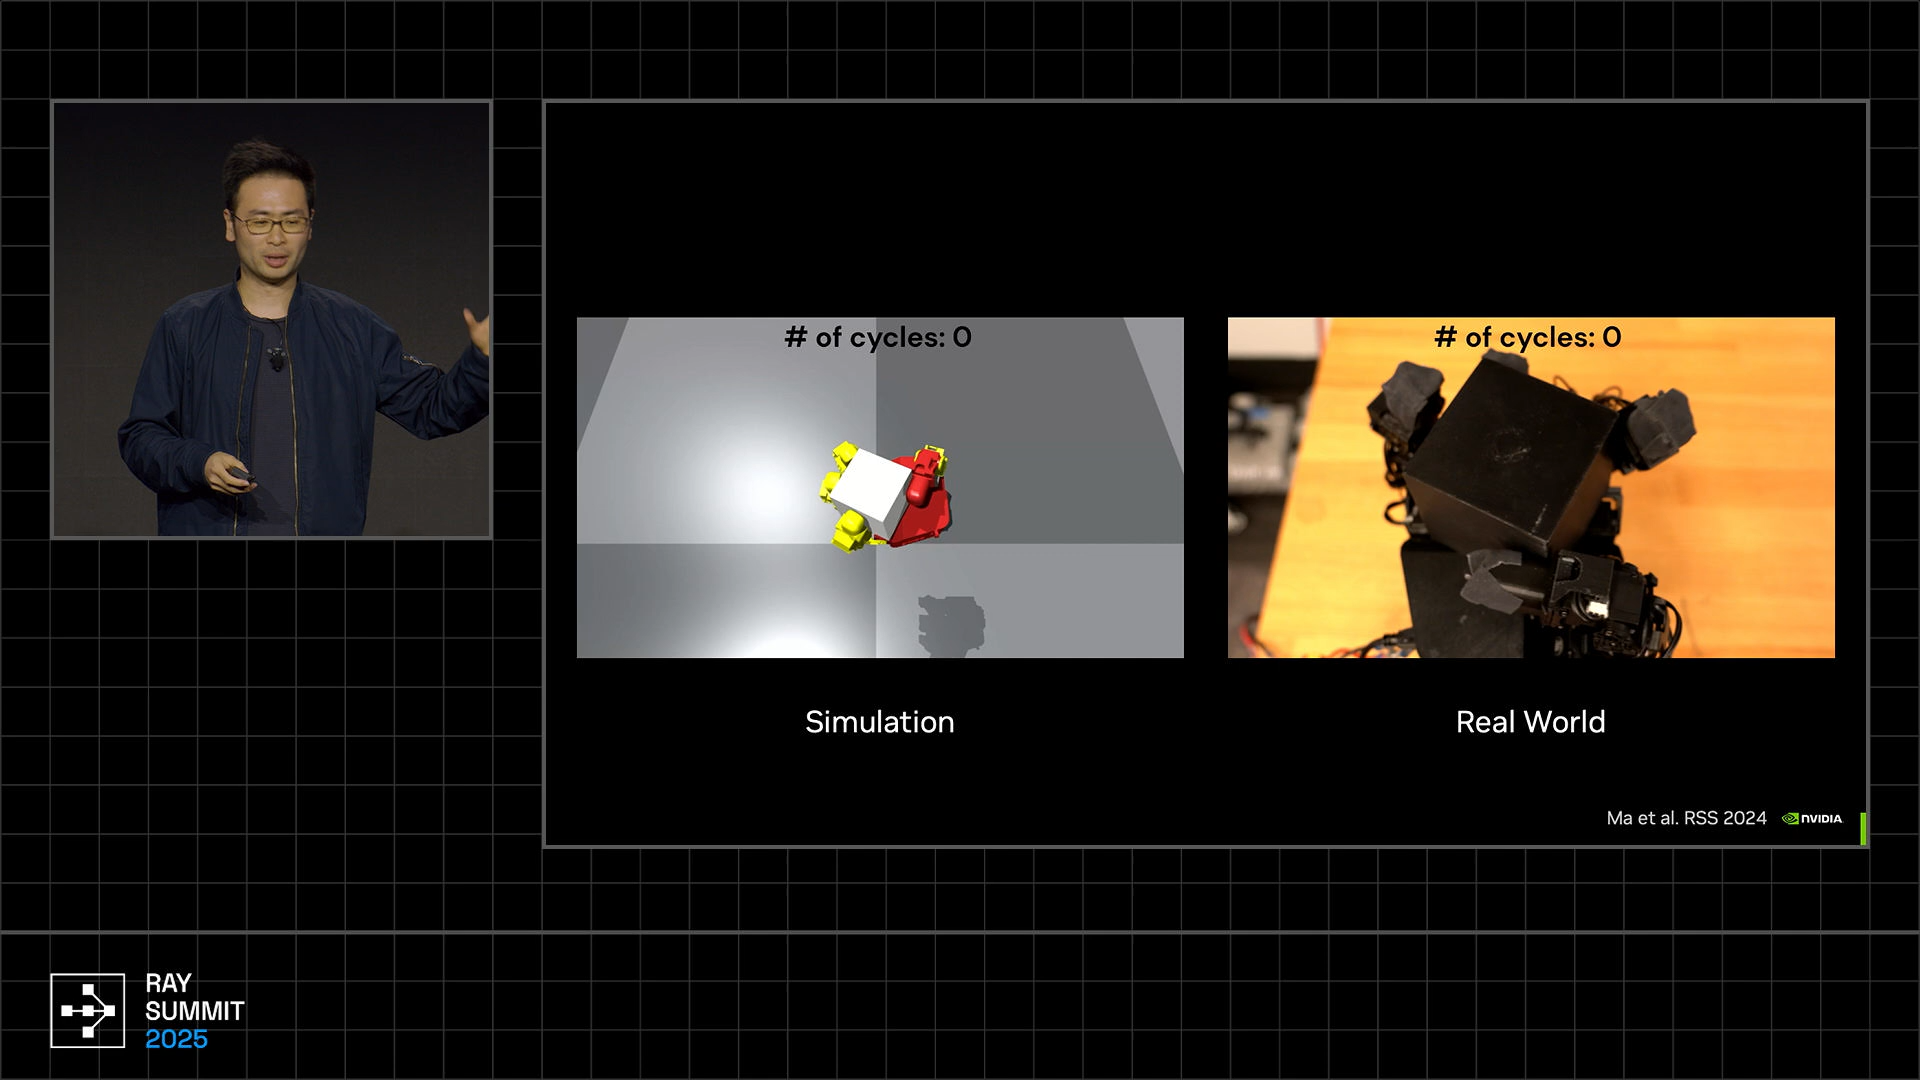 # of cycles: 0
# of cycles: 0
Simulation
Real World
Ma et al. RSS 2024
NVIDIA
RAY
SUMMIT
2025